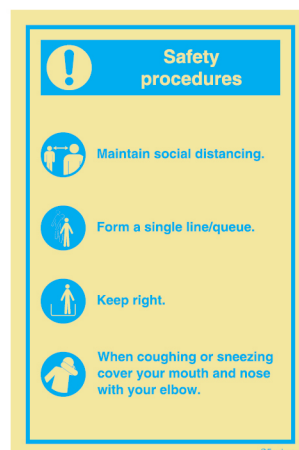 Safety
procedures
Maintain social distancing.
Form a single line/queue.
Keep right.
When coughing or sneezing
cover your mouth and nose
with your elbow.